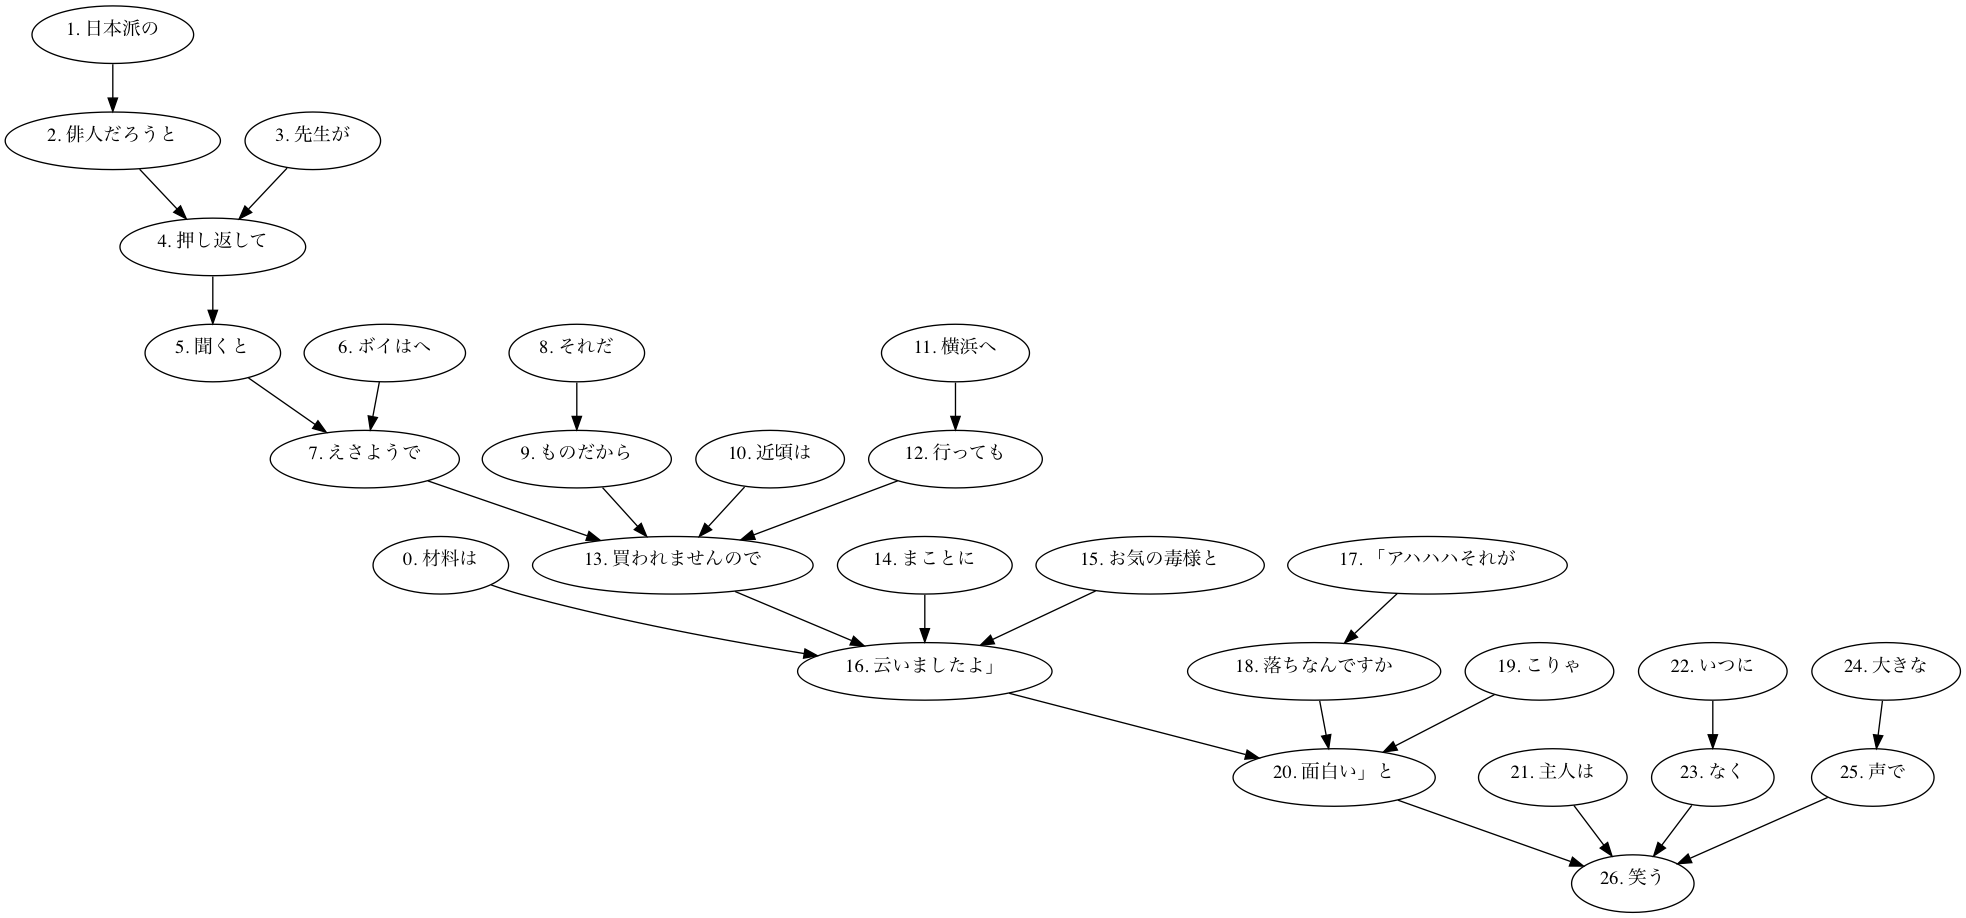 1. 日本派の
2. 俳人だろうと
3. 先生が
4. 押し返して
5. 聞くと
6. ボイはへ
8. それだ
11. 横浜へ
7. えさようで
9. ものだから
10. 近頃は
12. 行っても
0. 材料は
13. 買われませんので
14. まことに
15. お気の毒様と
17. 「アハハハそれが
16. 云いましたよ」
18. 落ちなんですか
19. こりゃ
22. いつに
24. 大きな
20. 面白い」と
21. 主人は
23. なく
25. 声で
26. 笑う